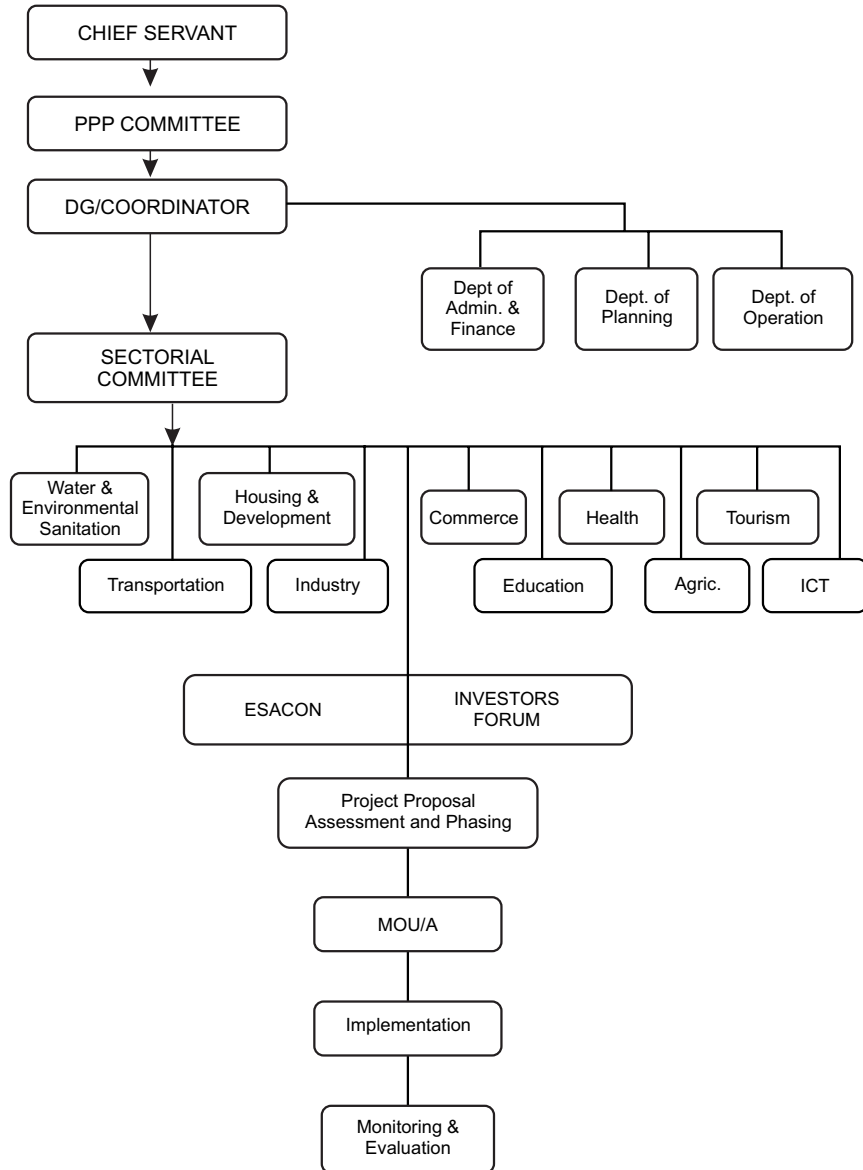 CHIEF SERVANT
PPP COMMITTEE
DG/COORDINATOR
Dept of
Admin. &
Finance
Dept. of
Planning
Dept. of
Operation
SECTORIAL
COMMITTEE
Water &
Environmental
Sanitation
Housing &
Development
Commerce
Health
Tourism
Transportation
Industry
Education
Agric.
ICT
ESACON
INVESTORS
FORUM
Project Proposal
Assessment and Phasing
MOU/A
Implementation
Monitoring &
Evaluation